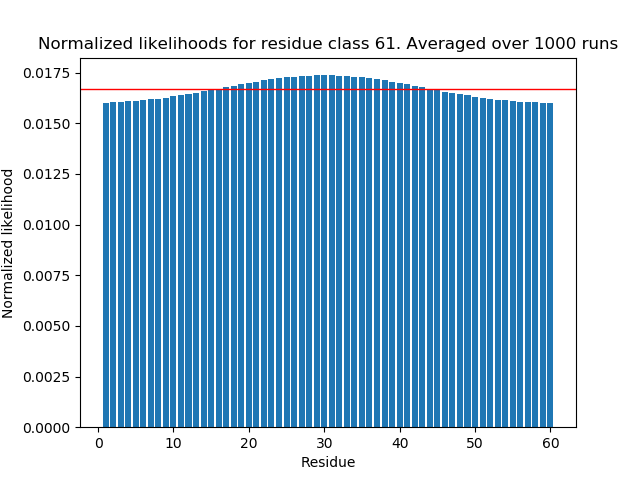 Normalized likelihoods for residue class 61. Averaged over 1000 runs
0.0175
0.0150
0.0125
0.0100
0.0075
0.0050
0.0025
0.0000
Normalized likelihood
0 10 20 30 40 50 60
Residue